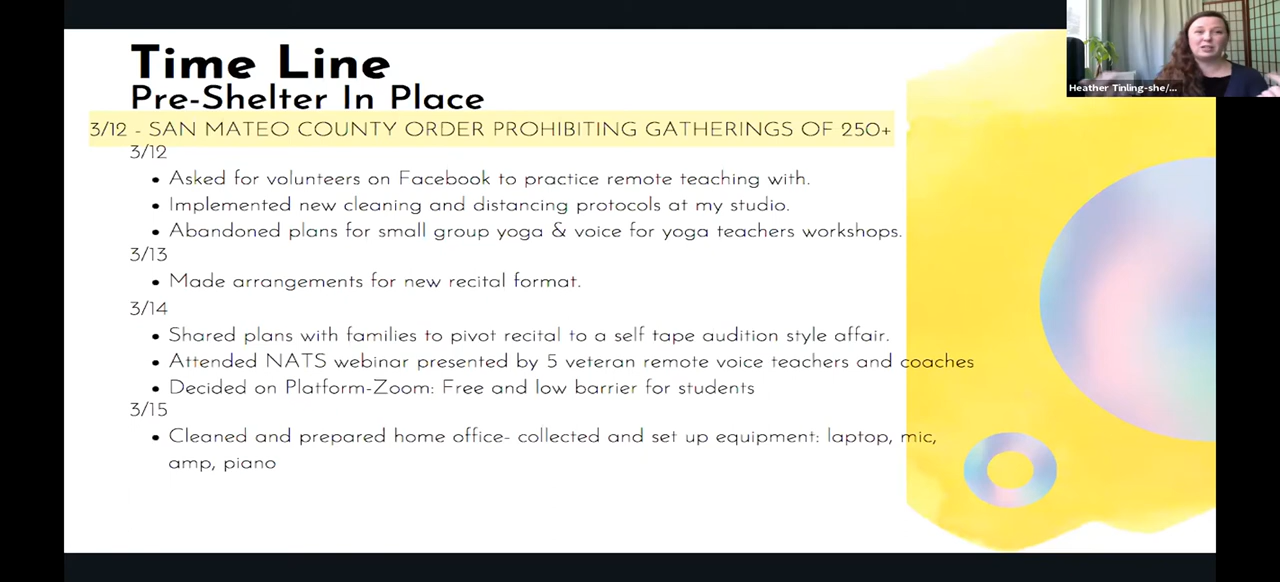 Time Line
Pre-Shelter In Place
3/12 - SAN MATEO COUNTY ORDER PROHIBITING GATHERINGS OF 250+
3/12
• Asked for volunteers on Facebook to practice remote teaching with.
• Implemented new cleaning and distancing protocols at my studio.
• Abandoned plans for small group yoga & voice for yoga teachers workshops.
3/13
• Made arrangements for new recital format.
3/14
• Shared plans with families to pivot recital to a self tape audition style affair.
• Attended NATS webinar presented by 5 veteran remote voice teachers and coaches
• Decided on Platform-Zoom: Free and low barrier for students
3/15
• Cleaned and prepared home office- collected and set up equipment: laptop, mic,
amp, piano
Heather Tinling-she/...